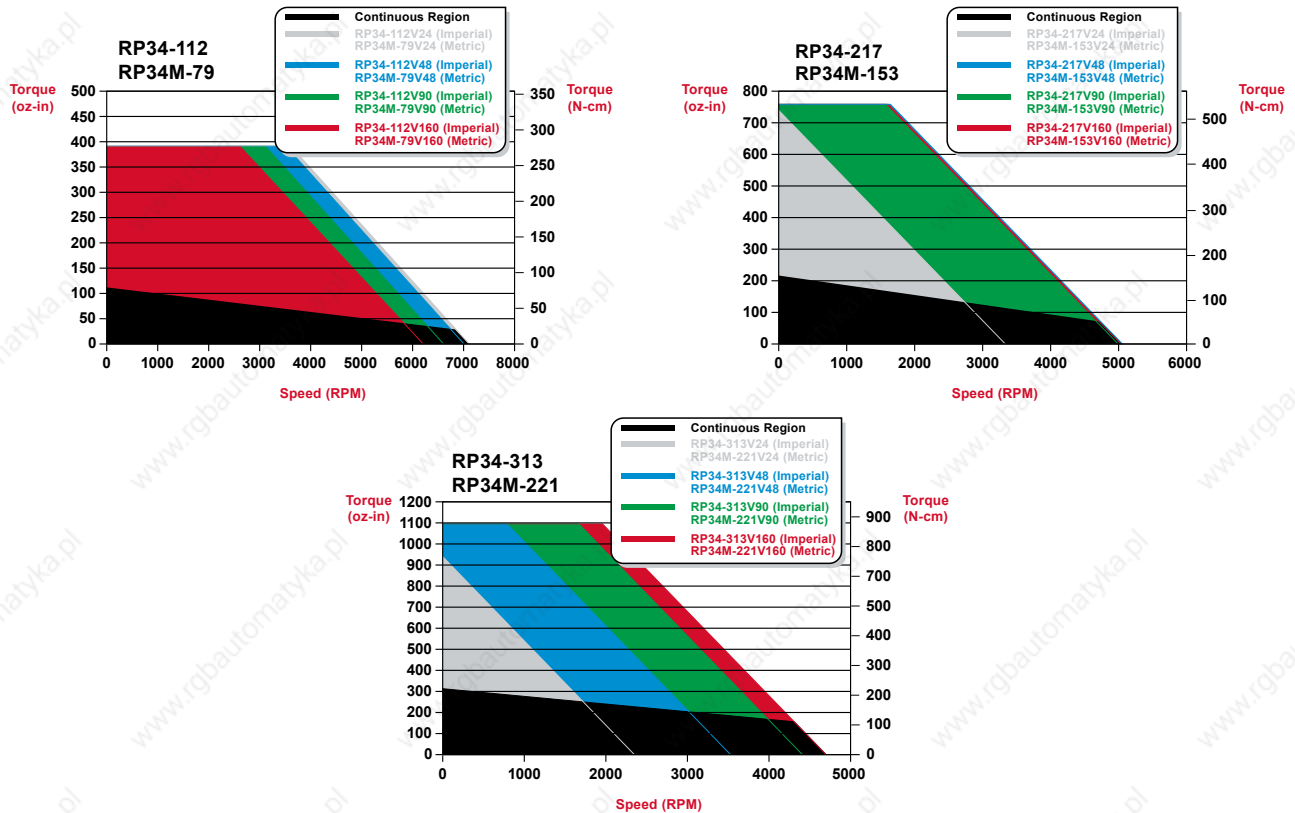 RP34-112
RP34M-79
Continuous Region
RP34-112V24 (Imperial)
RP34M-79V24 (Metric)
RP34-112V48 (Imperial)
RP34M-79V48 (Metric)
RP34-112V90 (Imperial)
RP34M-79V90 (Metric)
RP34-112V160 (Imperial)
RP34M-79V160 (Metric)
Torque
(oz-in)
500
450
400
350
300
250
200
150
100
50
0
Torque
(N-cm)
350
300
250
200
150
100
50
0
0 1000 2000 3000 4000 5000 6000 7000 8000
Speed (RPM)
RP34-217
RP34M-153
Continuous Region
RP34-217V24 (Imperial)
RP34M-153V24 (Metric)
RP34-217V48 (Imperial)
RP34M-153V48 (Metric)
RP34-217V90 (Imperial)
RP34M-153V90 (Metric)
RP34-217V160 (Imperial)
RP34M-153V160 (Metric)
Torque
(oz-in)
800
700
600
500
400
300
200
100
0
Torque
(N-cm)
500
400
300
200
100
0
0 1000 2000 3000 4000 5000 6000
Speed (RPM)
RP34-313
RP34M-221
Continuous Region
RP34-313V24 (Imperial)
RP34M-221V24 (Metric)
RP34-313V48 (Imperial)
RP34M-221V48 (Metric)
RP34-313V90 (Imperial)
RP34M-221V90 (Metric)
RP34-313V160 (Imperial)
RP34M-221V160 (Metric)
Torque
(oz-in)
1200
1100
1000
900
800
700
600
500
400
300
200
100
0
Torque
(N-cm)
900
800
700
600
500
400
300
200
100
0
0 1000 2000 3000 4000 5000
Speed (RPM)
www.rgbautomatyka.pl